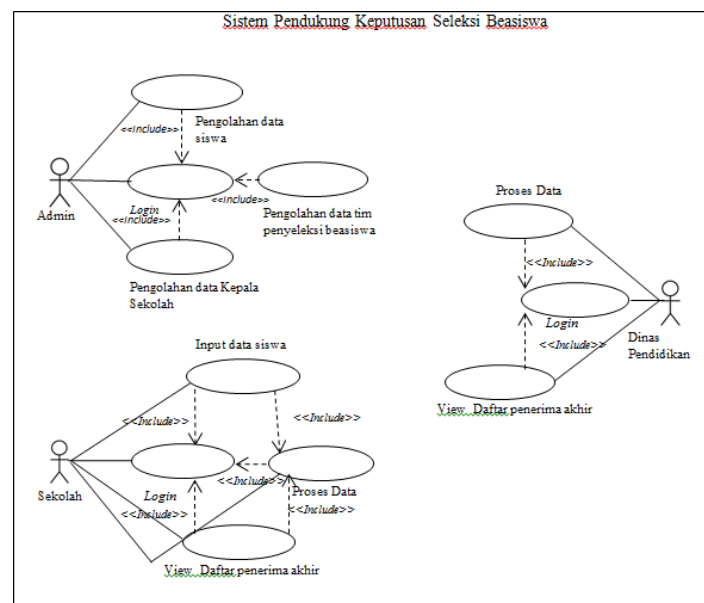 Sistem Pendukung Keputusan Seleksi Beasiswa
<<include>>
Pengolahan data
siswa
Admin
Login
<<include>>
<<include>>
Pengolahan data tim
penyeleksi beasiswa
Pengolahan data Kepala
Sekolah
Proses Data
<<Include>>
Login
<<Include>>
Dinas
Pendidikan
View Daftar penerima akhir
Input data siswa
<<Include>>
<<Include>>
Sekolah
Login
<<Include>>
<<Include>>
Proses Data
<<Include>>
View Daftar penerima akhir